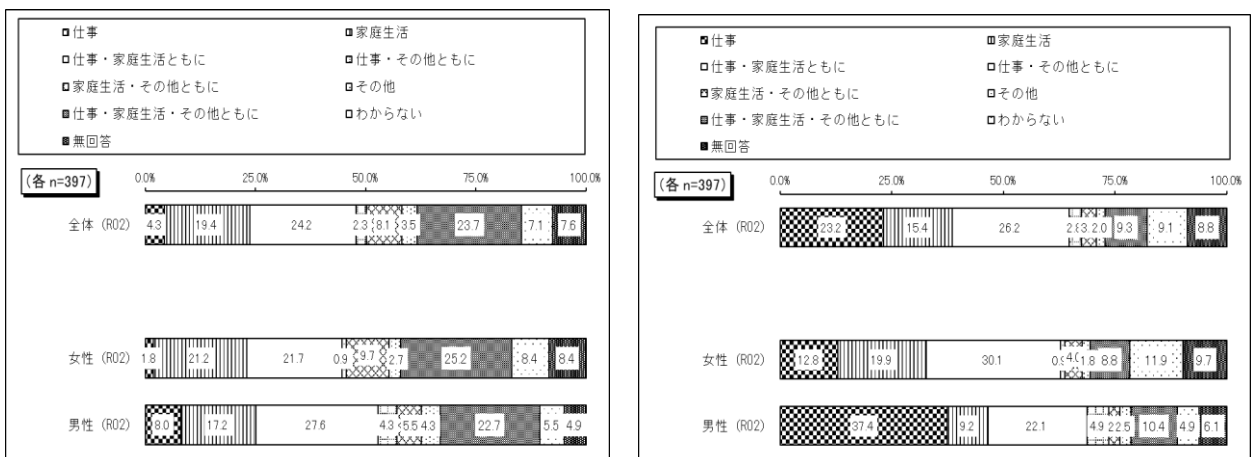 仕事 家庭生活
仕事・家庭生活ともに 仕事・その他ともに
家庭生活・その他ともに その他
仕事・家庭生活・その他ともに わからない
無回答
(各 n=397)
0.0% 25.0% 50.0% 75.0% 100.0%
全体 (R02) 4.3 19.4 24.2 2.3 8.1 3.5 23.7 7.1 7.6
女性 (R02) 1.8 21.2 21.7 0.9 9.7 2.7 25.2 8.4 8.4
男性 (R02) 8.0 17.2 27.6 4.3 5.5 4.3 22.7 5.5 4.9
仕事 家庭生活
仕事・家庭生活ともに 仕事・その他ともに
家庭生活・その他ともに その他
仕事・家庭生活・その他ともに わからない
無回答
(各 n=397)
0.0% 25.0% 50.0% 75.0% 100.0%
全体 (R02) 23.2 15.4 26.2 2.0 9.3 9.1 8.8
女性 (R02) 12.8 19.9 30.1 4.0 1.8 8.8 11.9 9.7
男性 (R02) 37.4 9.2 22.1 4.9 2.5 10.4 4.9 6.1